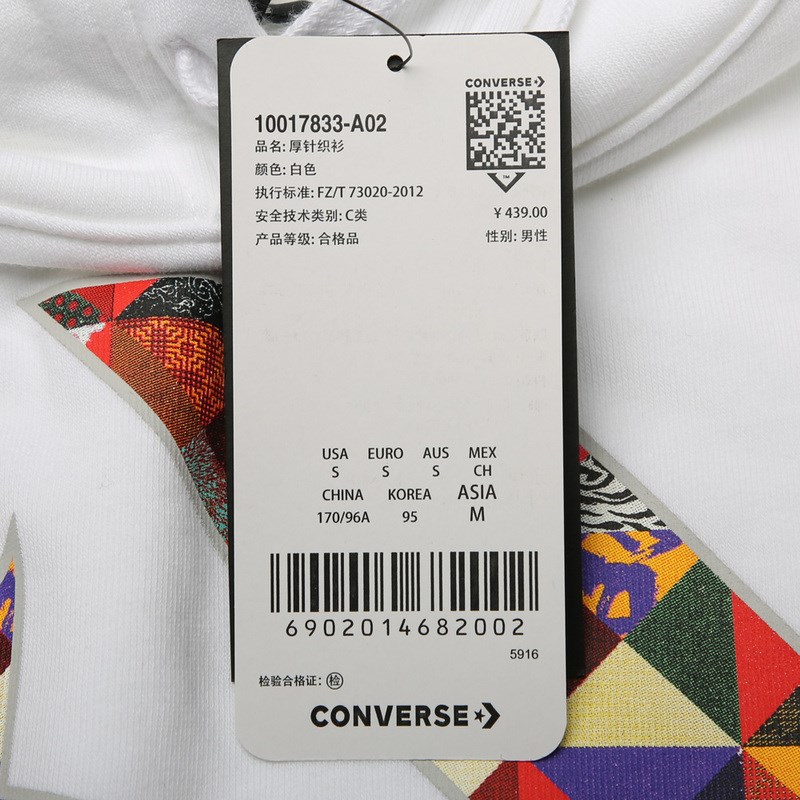 CONVERSE
10017833-A02
品名: 厚针织衫
颜色: 白色
执行标准: FZ/T 73020-2012
安全技术类别: C类
¥ 439.00
产品等级: 合格品
性别: 男性
TM
USA EURO AUS MEX
S S S CH
CHINA KOREA ASIA
170/96A 95 M
6902014682002
5916
检验合格证: 检
CONVERSE